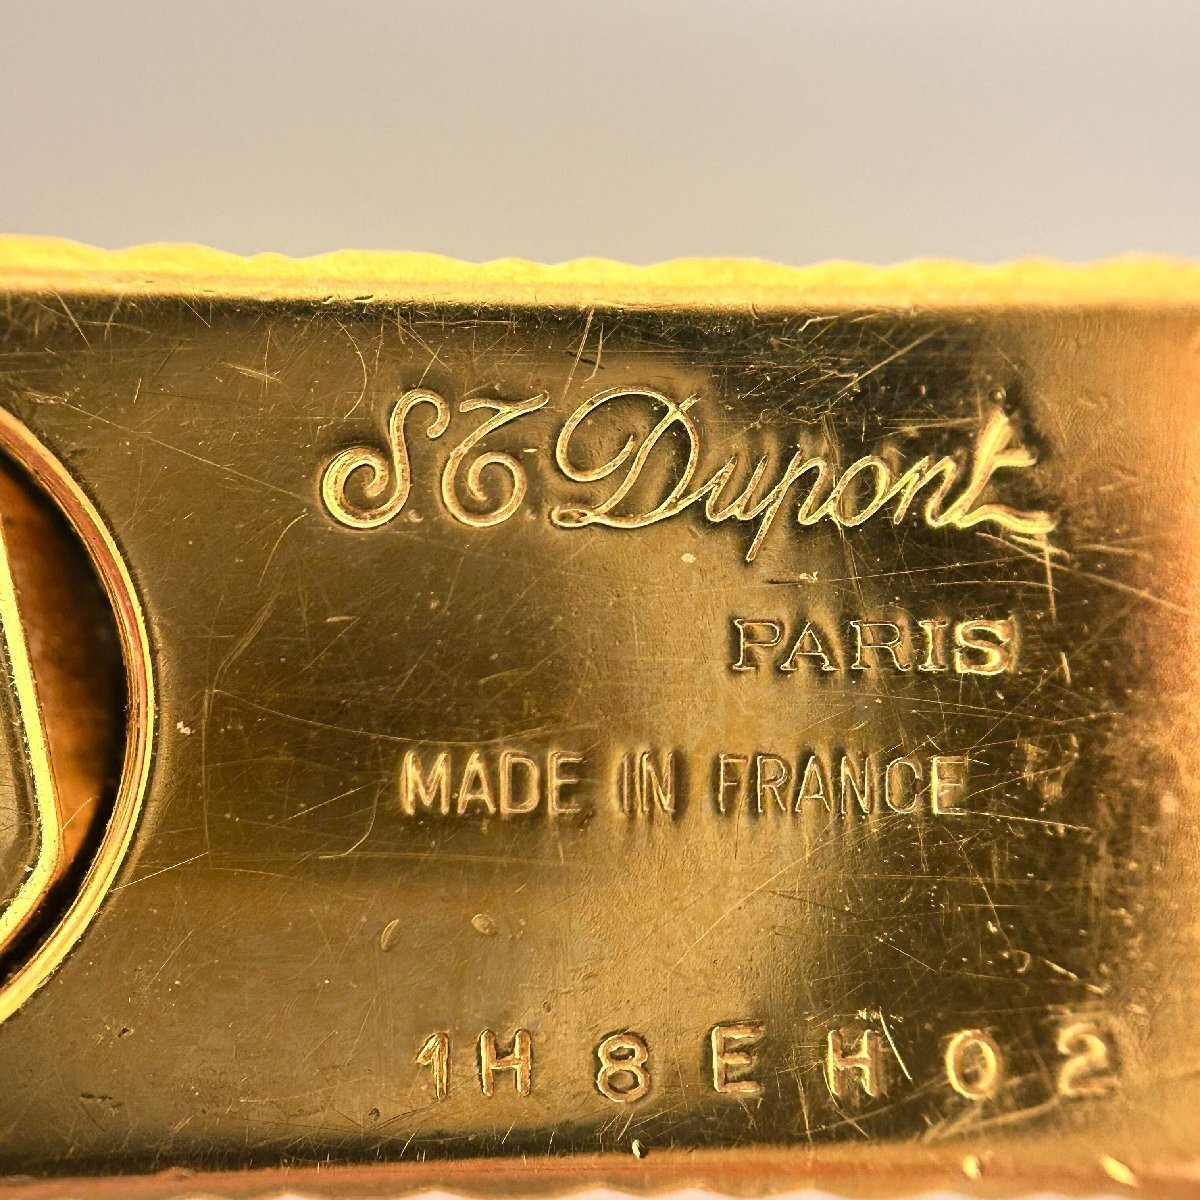 S.T. Dupont
PARIS
MADE IN FRANCE
1H8EH02